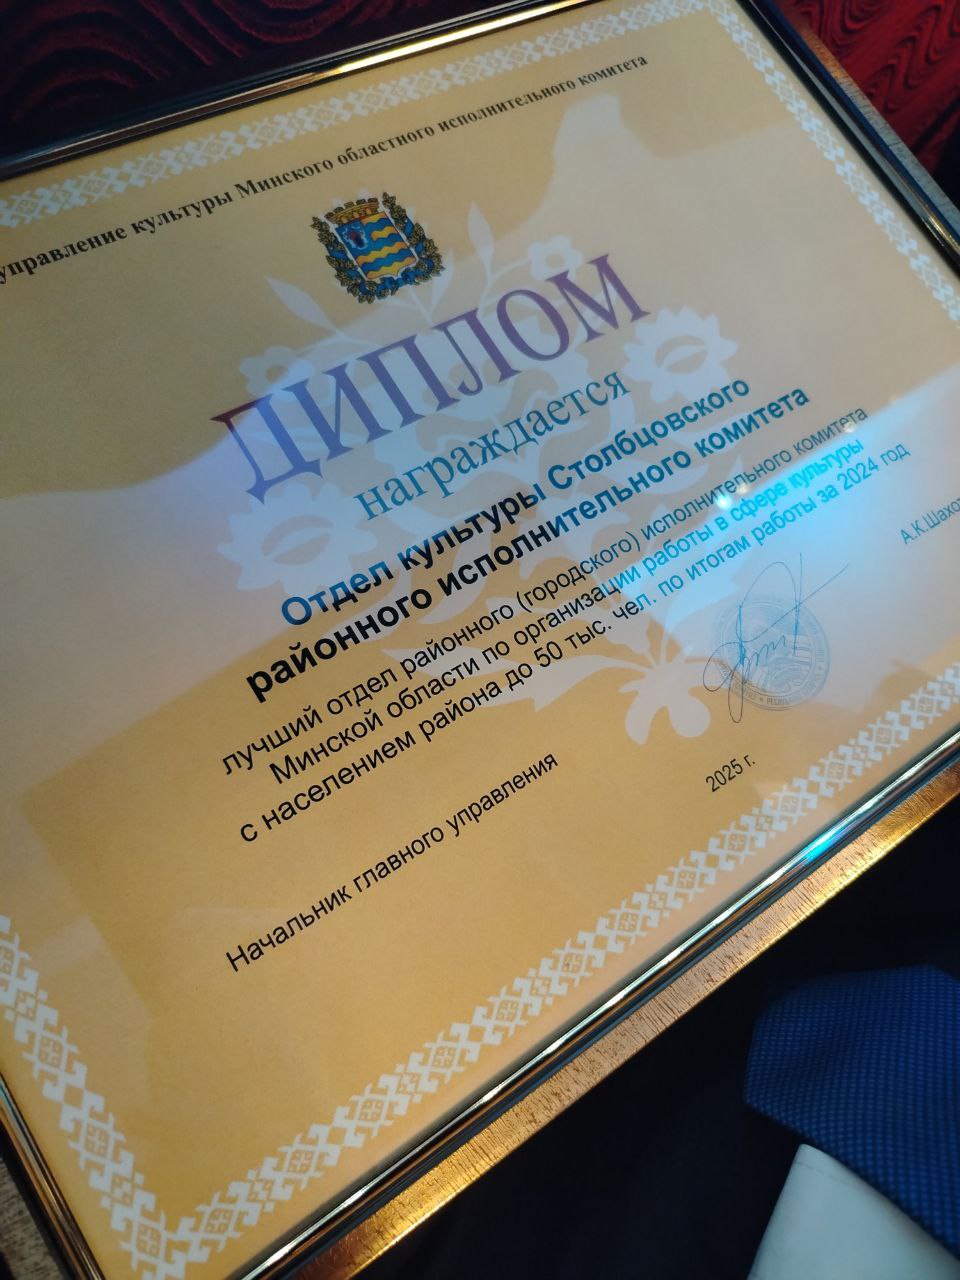 управление культуры Минского областного исполнительного комитета
ДИПЛОМ
награждается
Отдел культуры Столбцовского
районного исполнительного комитета
лучший отдел районного (городского) исполнительного комитета
Минской области по организации работы в сфере культуры
с населением района до 50 тыс. чел. по итогам работы за 2024 год
Начальник главного управления
А.К.Шахот
2025 г.